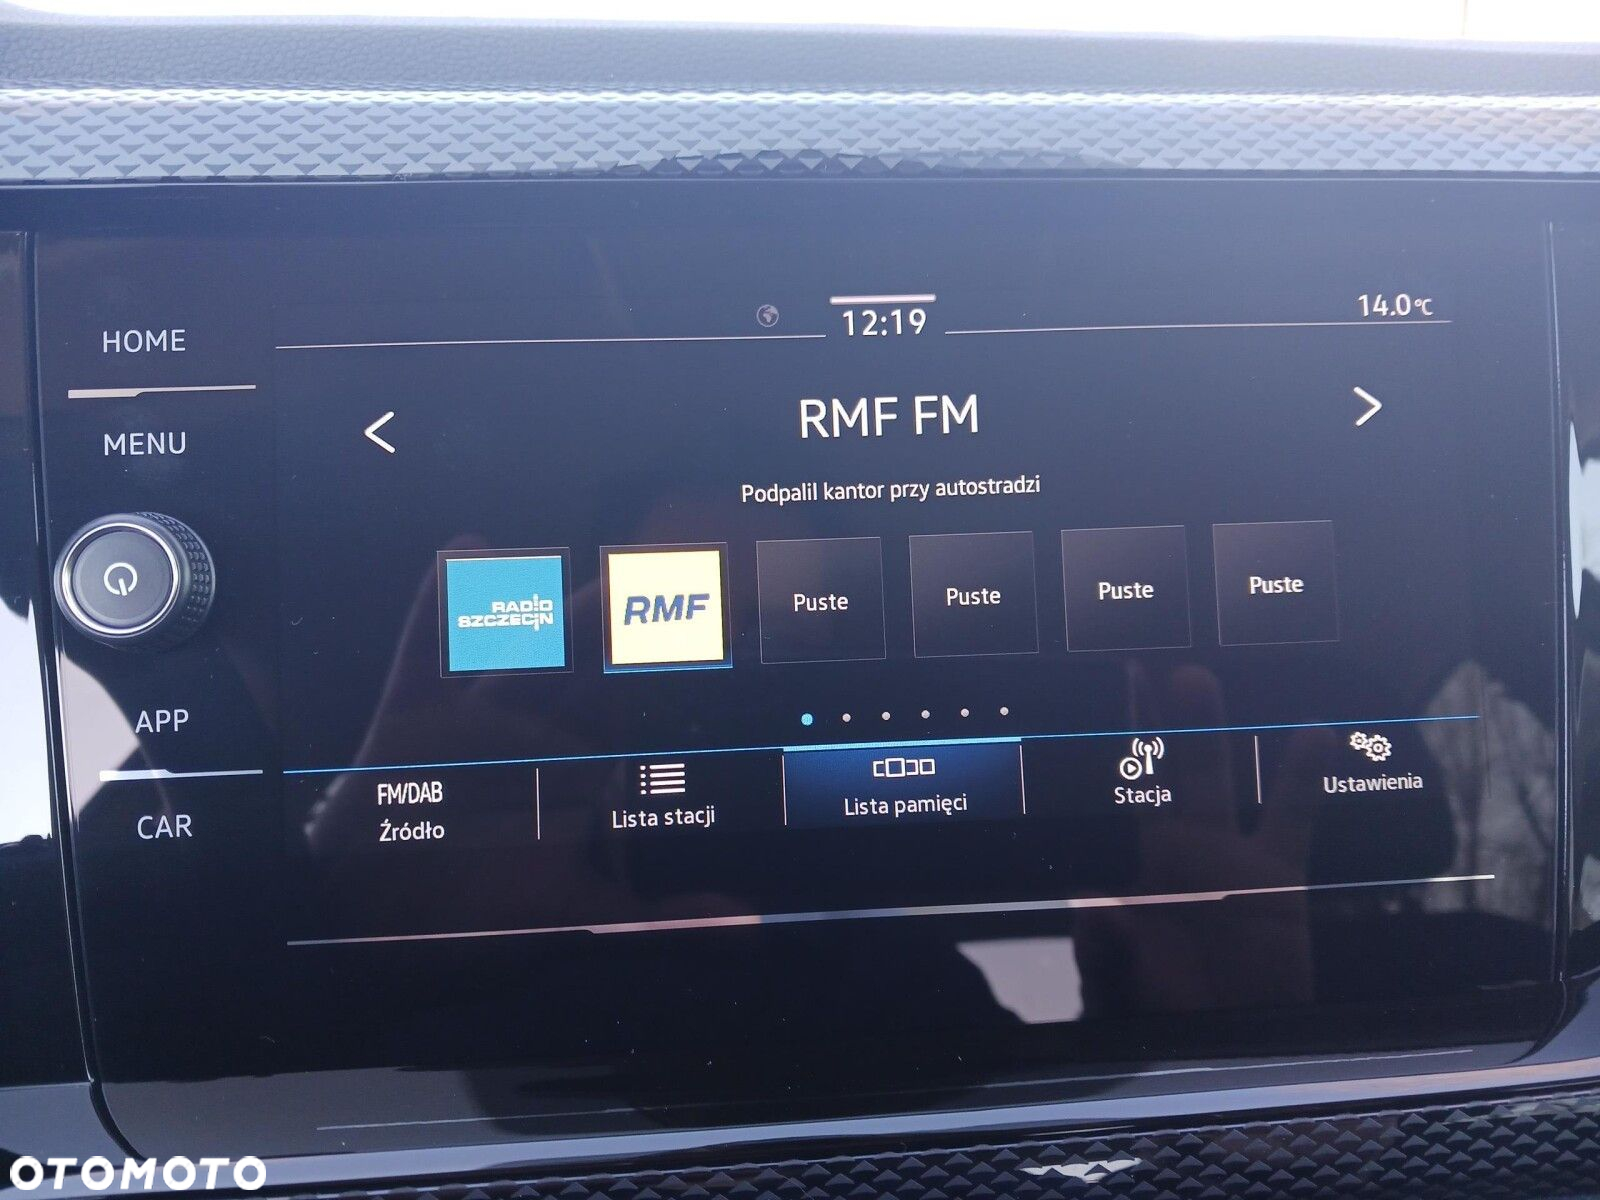 12:19
14.0°C
HOME
MENU
APP
CAR
RMF FM
Podpalil kantor przy autostradzi
RADIO
SZCZECIN
RMF
Puste
Puste
Puste
Puste
FM/DAB
Źródło
Lista stacji
Lista pamięci
Stacja
Ustawienia
OTOMOTO